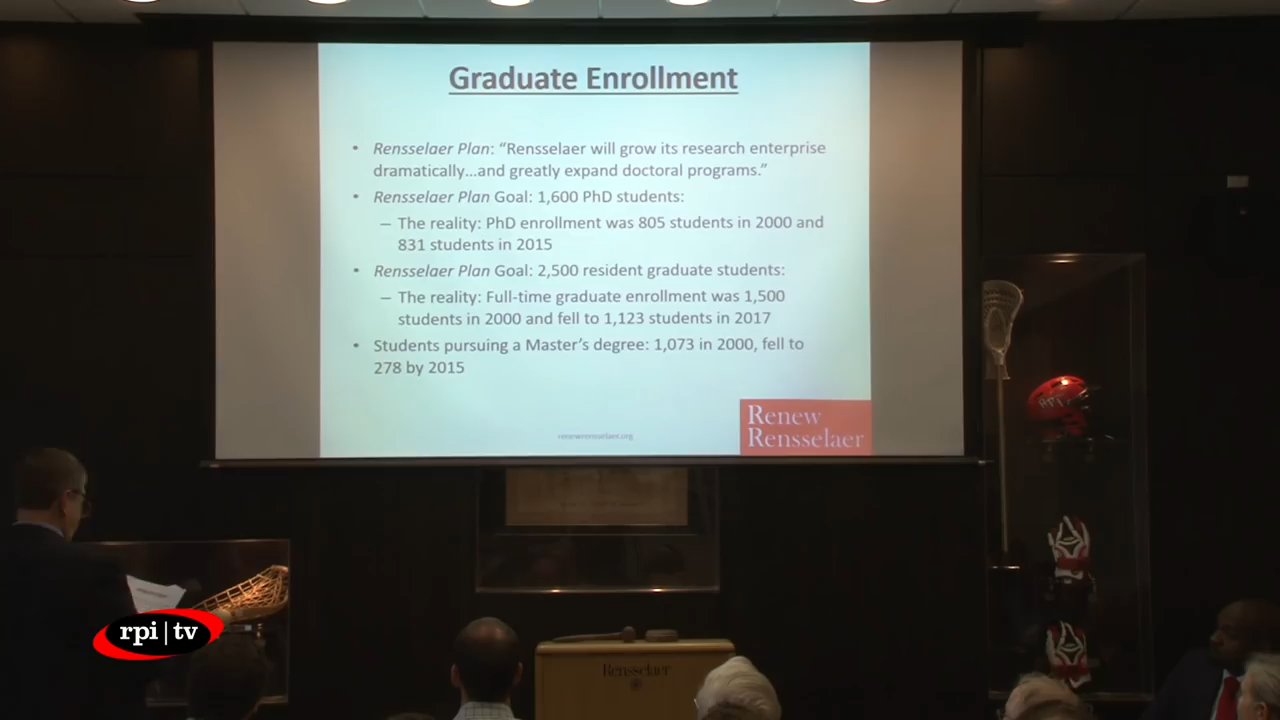 Graduate Enrollment
• Rensselaer Plan: “Rensselaer will grow its research enterprise
dramatically...and greatly expand doctoral programs.”
• Rensselaer Plan Goal: 1,600 PhD students:
– The reality: PhD enrollment was 805 students in 2000 and
831 students in 2015
• Rensselaer Plan Goal: 2,500 resident graduate students:
– The reality: Full-time graduate enrollment was 1,500
students in 2000 and fell to 1,123 students in 2017
• Students pursuing a Master’s degree: 1,073 in 2000, fell to
278 by 2015
renewrensselaer.org
Renew
Rensselaer
RPI
rpi|tv
Rensselaer